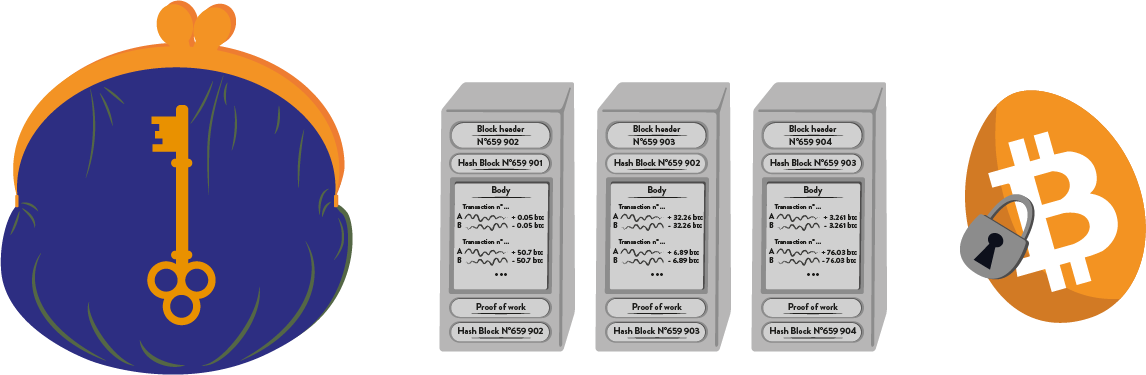 Block header
N°659 902
Hash Block N°659 901
Body
Transaction n° ...
A + 0.05 btc
B - 0.05 btc
Transaction n° ...
A + 50.7 btc
B - 50.7 btc
...
Proof of work
Hash Block N°659 902
Block header
N°659 903
Hash Block N°659 902
Body
Transaction n° ...
A + 32.26 btc
B - 32.26 btc
Transaction n° ...
A + 6.89 btc
B - 6.89 btc
...
Proof of work
Hash Block N°659 903
Block header
N°659 904
Hash Block N°659 903
Body
Transaction n° ...
A + 3.261 btc
B - 3.261 btc
Transaction n° ...
A +76.03 btc
B -76.03 btc
...
Proof of work
Hash Block N°659 904